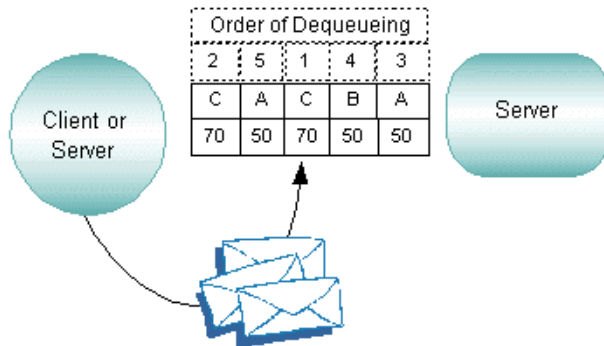 Order of Dequeueing
2 5 1 4 3
C A C B A
70 50 70 50 50
Client or
Server
Server